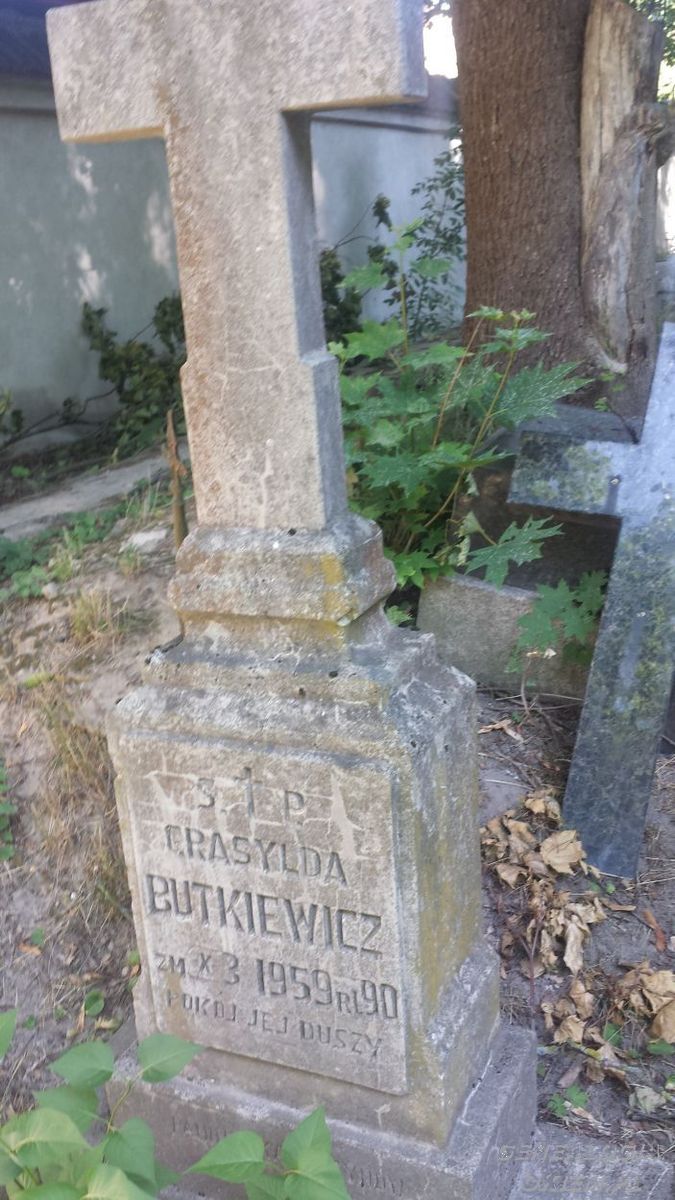 S † P
GRASYLDA
BUTKIEWICZ
ZM. X 3 1959 R L 90
POKÓJ JEJ DUSZY